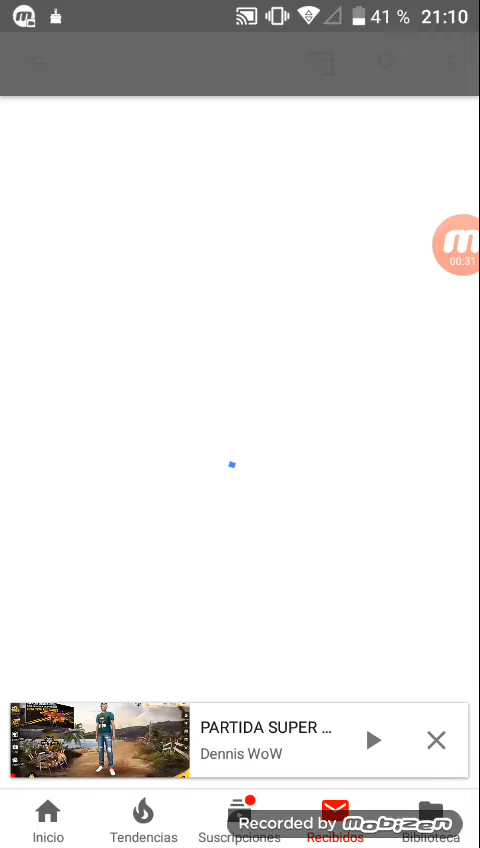 41 % 21:10
00:31
PARTIDA SUPER ...
Dennis WoW
Inicio
Tendencias
Suscripciones
Recibidos
Biblioteca
Recorded by mobizen